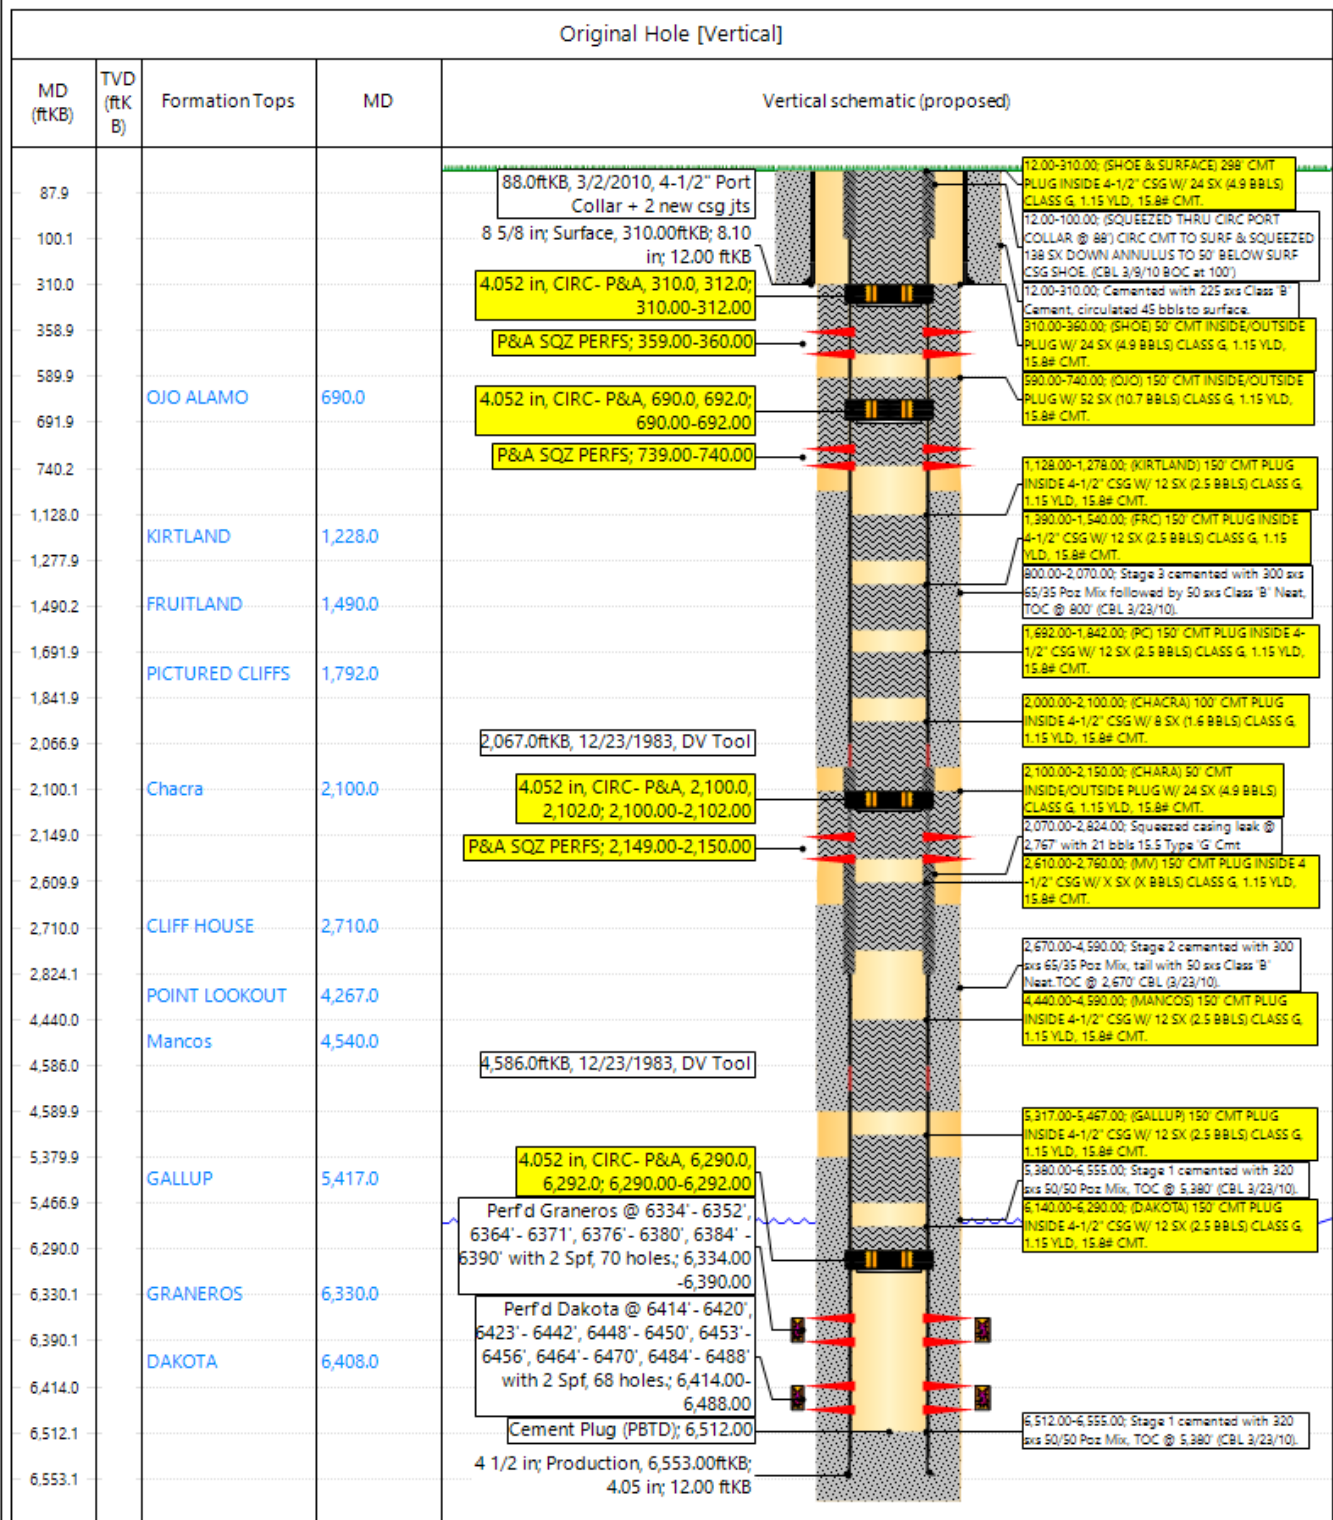 Original Hole [Vertical]
MD
(ftKB)
TVD
(ftK
B)
Formation Tops
MD
Vertical schematic (proposed)
87.9
100.1
310.0
358.9
589.9
691.9
740.2
1,128.0
1,277.9
1,490.2
1,691.9
1,841.9
2,066.9
2,100.1
2,149.0
2,609.9
2,710.0
2,824.1
4,440.0
4,586.0
4,589.9
5,379.9
5,466.9
6,290.0
6,330.1
6,390.1
6,414.0
6,512.1
6,553.1
OJO ALAMO 690.0
KIRTLAND 1,228.0
FRUITLAND 1,490.0
PICTURED CLIFFS 1,792.0
Chacra 2,100.0
CLIFF HOUSE 2,710.0
POINT LOOKOUT 4,267.0
Mancos 4,540.0
GALLUP 5,417.0
GRANEROS 6,330.0
DAKOTA 6,408.0
88.0ftKB, 3/2/2010, 4-1/2" Port
Collar + 2 new csg jts
8 5/8 in; Surface, 310.00ftKB; 8.10
in; 12.00 ftKB
4.052 in, CIRC- P&A, 310.0, 312.0;
310.00-312.00
P&A SQZ PERFS; 359.00-360.00
4.052 in, CIRC- P&A, 690.0, 692.0;
690.00-692.00
P&A SQZ PERFS; 739.00-740.00
2,067.0ftKB, 12/23/1983, DV Tool
4.052 in, CIRC- P&A, 2,100.0,
2,102.0; 2,100.00-2,102.00
P&A SQZ PERFS; 2,149.00-2,150.00
4,586.0ftKB, 12/23/1983, DV Tool
4.052 in, CIRC- P&A, 6,290.0,
6,292.0; 6,290.00-6,292.00
Perf'd Graneros @ 6334' - 6352',
6364' - 6371', 6376' - 6380', 6384' -
6390' with 2 Spf, 70 holes.; 6,334.00
-6,390.00
Perf'd Dakota @ 6414' - 6420',
6423' - 6442', 6448' - 6450', 6453' -
6456', 6464' - 6470', 6484' - 6488'
with 2 Spf, 68 holes.; 6,414.00-
6,488.00
Cement Plug (PBTD); 6,512.00
4 1/2 in; Production, 6,553.00ftKB;
4.05 in; 12.00 ftKB
12.00-310.00; (SHOE & SURFACE) 298' CMT
PLUG INSIDE 4-1/2" CSG W/ 24 SX (4.9 BBLS)
CLASS G, 1.15 YLD, 15.8# CMT.
12.00-100.00; (SQUEEZED THRU CIRC PORT
COLLAR @ 88') CIRC CMT TO SURF & SQUEEZED
138 SX DOWN ANNULUS TO 50' BELOW SURF
CSG SHOE. (CBL 3/9/10 BOC at 100')
12.00-310.00; Cemented with 225 sxs Class 'B'
Cement, circulated 45 bbls to surface.
310.00-360.00; (SHOE) 50' CMT INSIDE/OUTSIDE
PLUG W/ 24 SX (4.9 BBLS) CLASS G, 1.15 YLD,
15.8# CMT.
590.00-740.00; (OJO) 150' CMT INSIDE/OUTSIDE
PLUG W/ 52 SX (10.7 BBLS) CLASS G, 1.15 YLD,
15.8# CMT.
1,128.00-1,278.00; (KIRTLAND) 150' CMT PLUG
INSIDE 4-1/2" CSG W/ 12 SX (2.5 BBLS) CLASS G,
1.15 YLD, 15.8# CMT.
1,390.00-1,540.00; (FRC) 150' CMT PLUG INSIDE
4-1/2" CSG W/ 12 SX (2.5 BBLS) CLASS G, 1.15
YLD, 15.8# CMT.
800.00-2,070.00; Stage 3 cemented with 300 sxs
65/35 Poz Mix followed by 50 sxs Class 'B' Neat,
TOC @ 800' (CBL 3/23/10).
1,692.00-1,842.00; (PC) 150' CMT PLUG INSIDE 4-
1/2" CSG W/ 12 SX (2.5 BBLS) CLASS G, 1.15 YLD,
15.8# CMT.
2,000.00-2,100.00; (CHACRA) 100' CMT PLUG
INSIDE 4-1/2" CSG W/ 8 SX (1.6 BBLS) CLASS G,
1.15 YLD, 15.8# CMT.
2,100.00-2,150.00; (CHARA) 50' CMT
INSIDE/OUTSIDE PLUG W/ 24 SX (4.9 BBLS)
CLASS G, 1.15 YLD, 15.8# CMT.
2,070.00-2,824.00; Squeezed casing leak @
2,767' with 21 bbls 15.5 Type 'G' Cmt
2,610.00-2,760.00; (MV) 150' CMT PLUG INSIDE 4
-1/2" CSG W/ X SX (X BBLS) CLASS G, 1.15 YLD,
15.8# CMT.
2,670.00-4,590.00; Stage 2 cemented with 300
sxs 65/35 Poz Mix, tail with 50 sxs Class 'B'
Neat.TOC @ 2,670' CBL (3/23/10).
4,440.00-4,590.00; (MANCOS) 150' CMT PLUG
INSIDE 4-1/2" CSG W/ 12 SX (2.5 BBLS) CLASS G,
1.15 YLD, 15.8# CMT.
5,317.00-5,467.00; (GALLUP) 150' CMT PLUG
INSIDE 4-1/2" CSG W/ 12 SX (2.5 BBLS) CLASS G,
1.15 YLD, 15.8# CMT.
5,380.00-6,555.00; Stage 1 cemented with 320
sxs 50/50 Poz Mix, TOC @ 5,380' (CBL 3/23/10).
6,140.00-6,290.00; (DAKOTA) 150' CMT PLUG
INSIDE 4-1/2" CSG W/ 12 SX (2.5 BBLS) CLASS G,
1.15 YLD, 15.8# CMT.
6,512.00-6,555.00; Stage 1 cemented with 320
sxs 50/50 Poz Mix, TOC @ 5,380' (CBL 3/23/10).